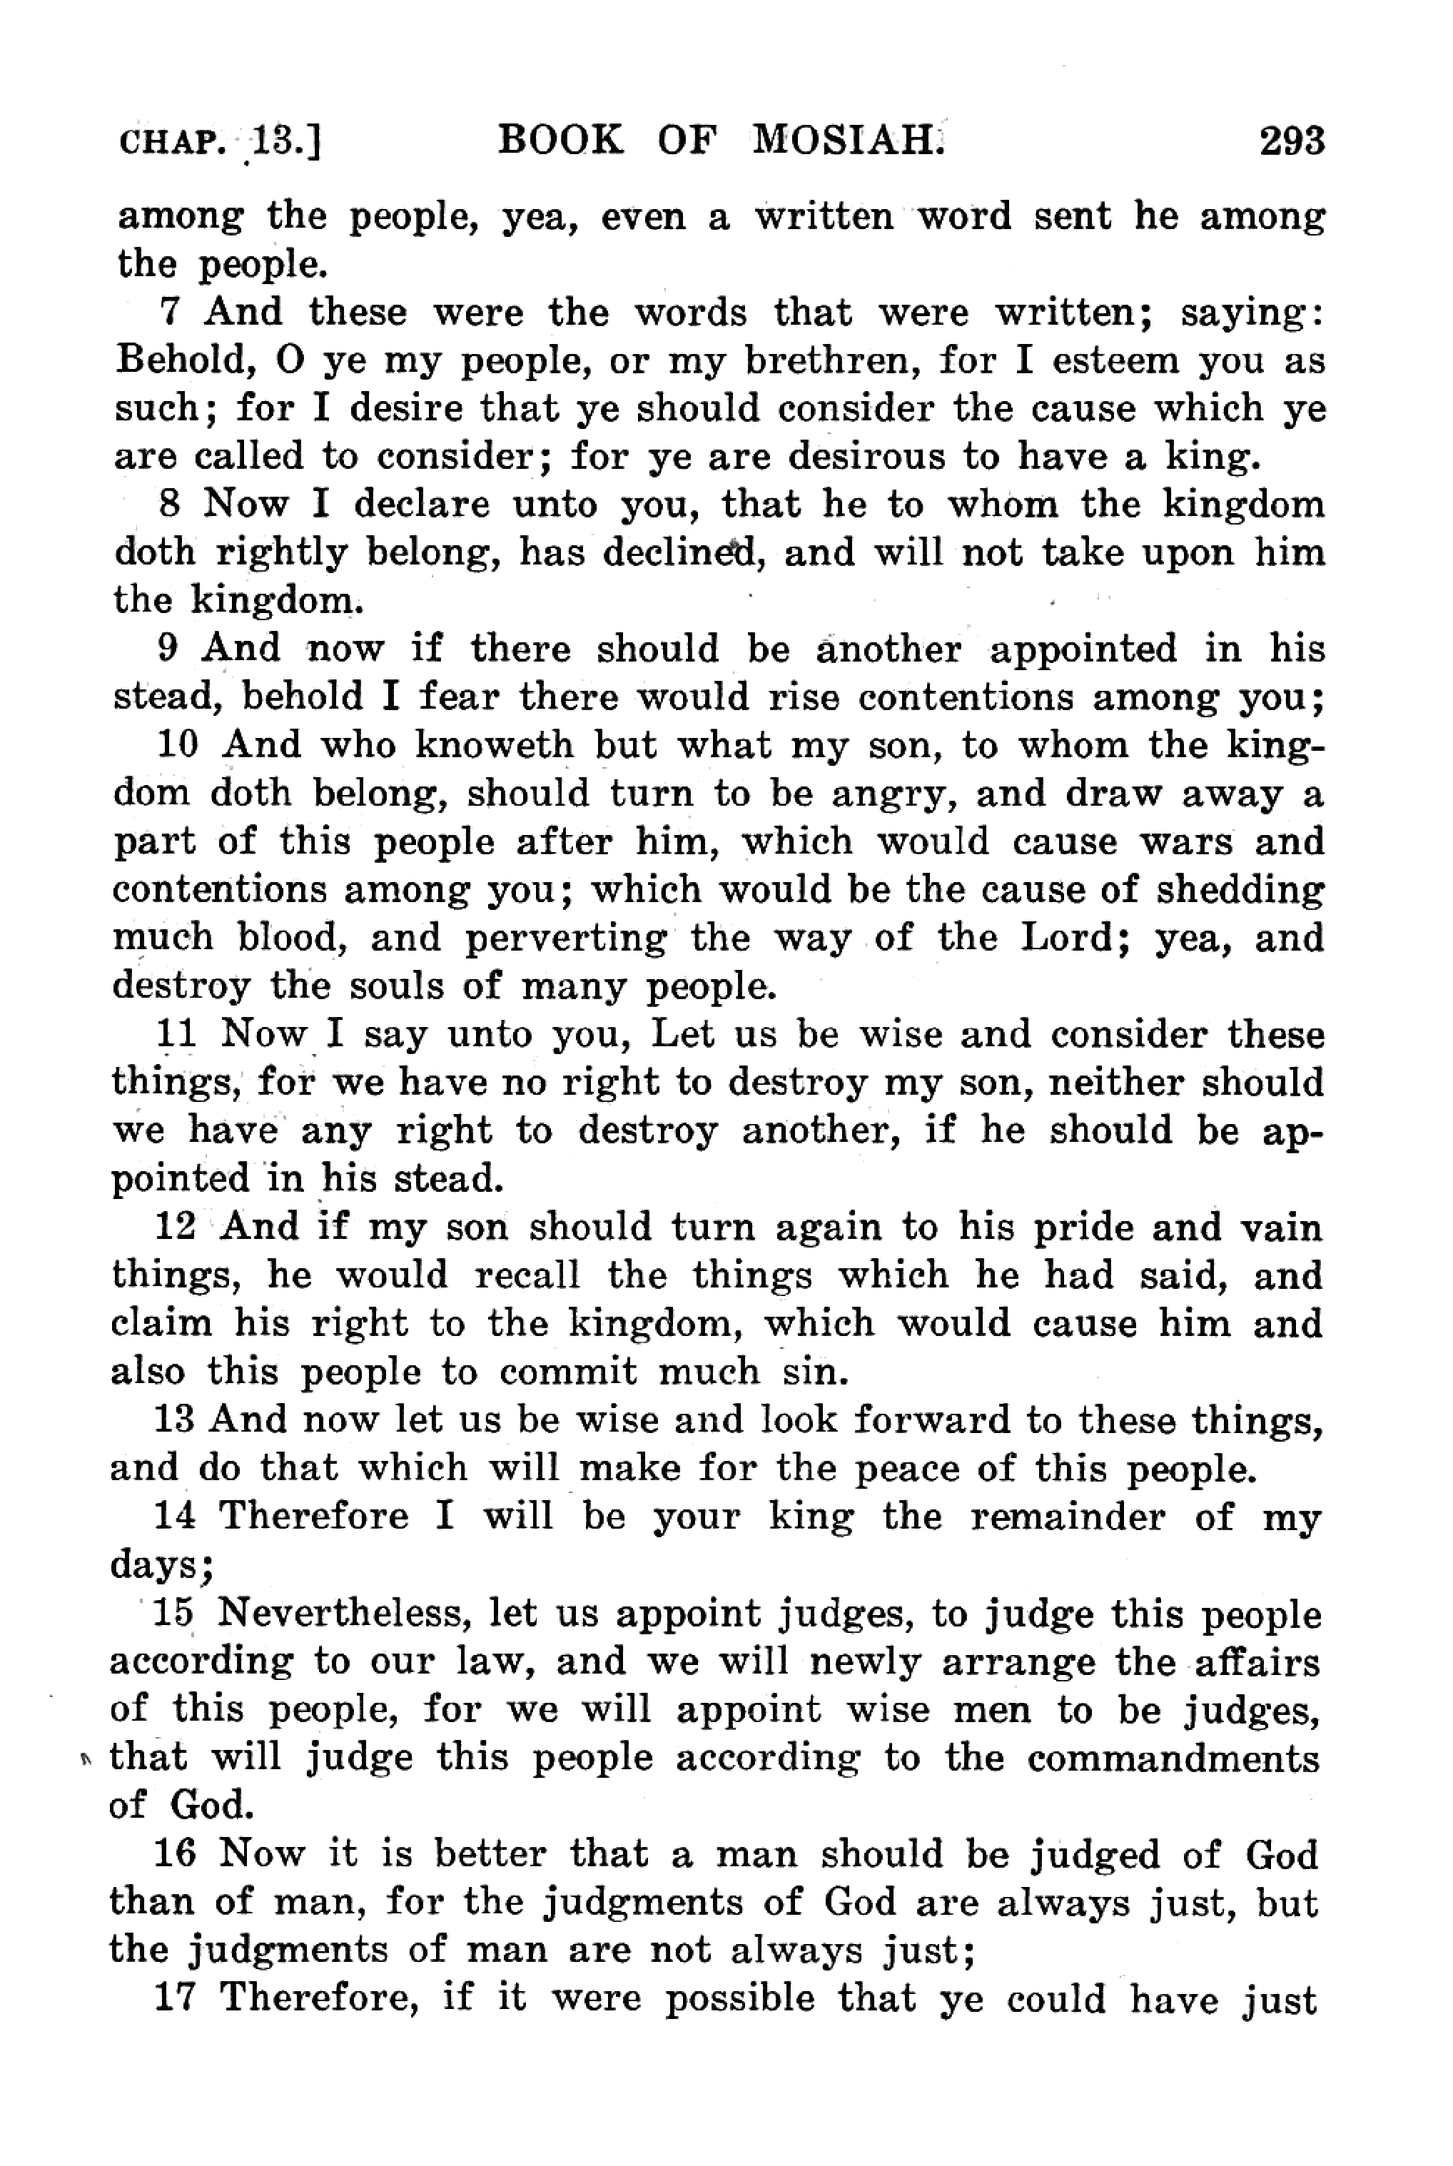 CHAP. 13.] BOOK OF MOSIAH. 293
among the people, yea, even a written word sent he among
the people.
7 And these were the words that were written; saying:
Behold, O ye my people, or my brethren, for I esteem you as
such; for I desire that ye should consider the cause which ye
are called to consider; for ye are desirous to have a king.
8 Now I declare unto you, that he to whom the kingdom
doth rightly belong, has declined, and will not take upon him
the kingdom.
9 And now if there should be another appointed in his
stead, behold I fear there would rise contentions among you;
10 And who knoweth but what my son, to whom the king-
dom doth belong, should turn to be angry, and draw away a
part of this people after him, which would cause wars and
contentions among you; which would be the cause of shedding
much blood, and perverting the way of the Lord; yea, and
destroy the souls of many people.
11 Now I say unto you, Let us be wise and consider these
things, for we have no right to destroy my son, neither should
we have any right to destroy another, if he should be ap-
pointed in his stead.
12 And if my son should turn again to his pride and vain
things, he would recall the things which he had said, and
claim his right to the kingdom, which would cause him and
also this people to commit much sin.
13 And now let us be wise and look forward to these things,
and do that which will make for the peace of this people.
14 Therefore I will be your king the remainder of my
days;
15 Nevertheless, let us appoint judges, to judge this people
according to our law, and we will newly arrange the affairs
of this people, for we will appoint wise men to be judges,
that will judge this people according to the commandments
of God.
16 Now it is better that a man should be judged of God
than of man, for the judgments of God are always just, but
the judgments of man are not always just;
17 Therefore, if it were possible that ye could have just